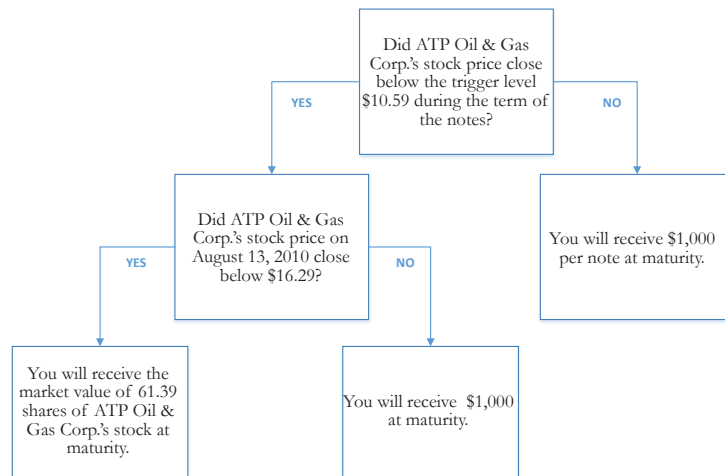 Did ATP Oil & Gas
Corp.'s stock price close
below the trigger level
$10.59 during the term of
the notes?
YES
NO
Did ATP Oil & Gas
Corp.'s stock price on
August 13, 2010 close
below $16.29?
You will receive $1,000
per note at maturity.
YES
NO
You will receive the
market value of 61.39
shares of ATP Oil &
Gas Corp.'s stock at
maturity.
You will receive $1,000
at maturity.